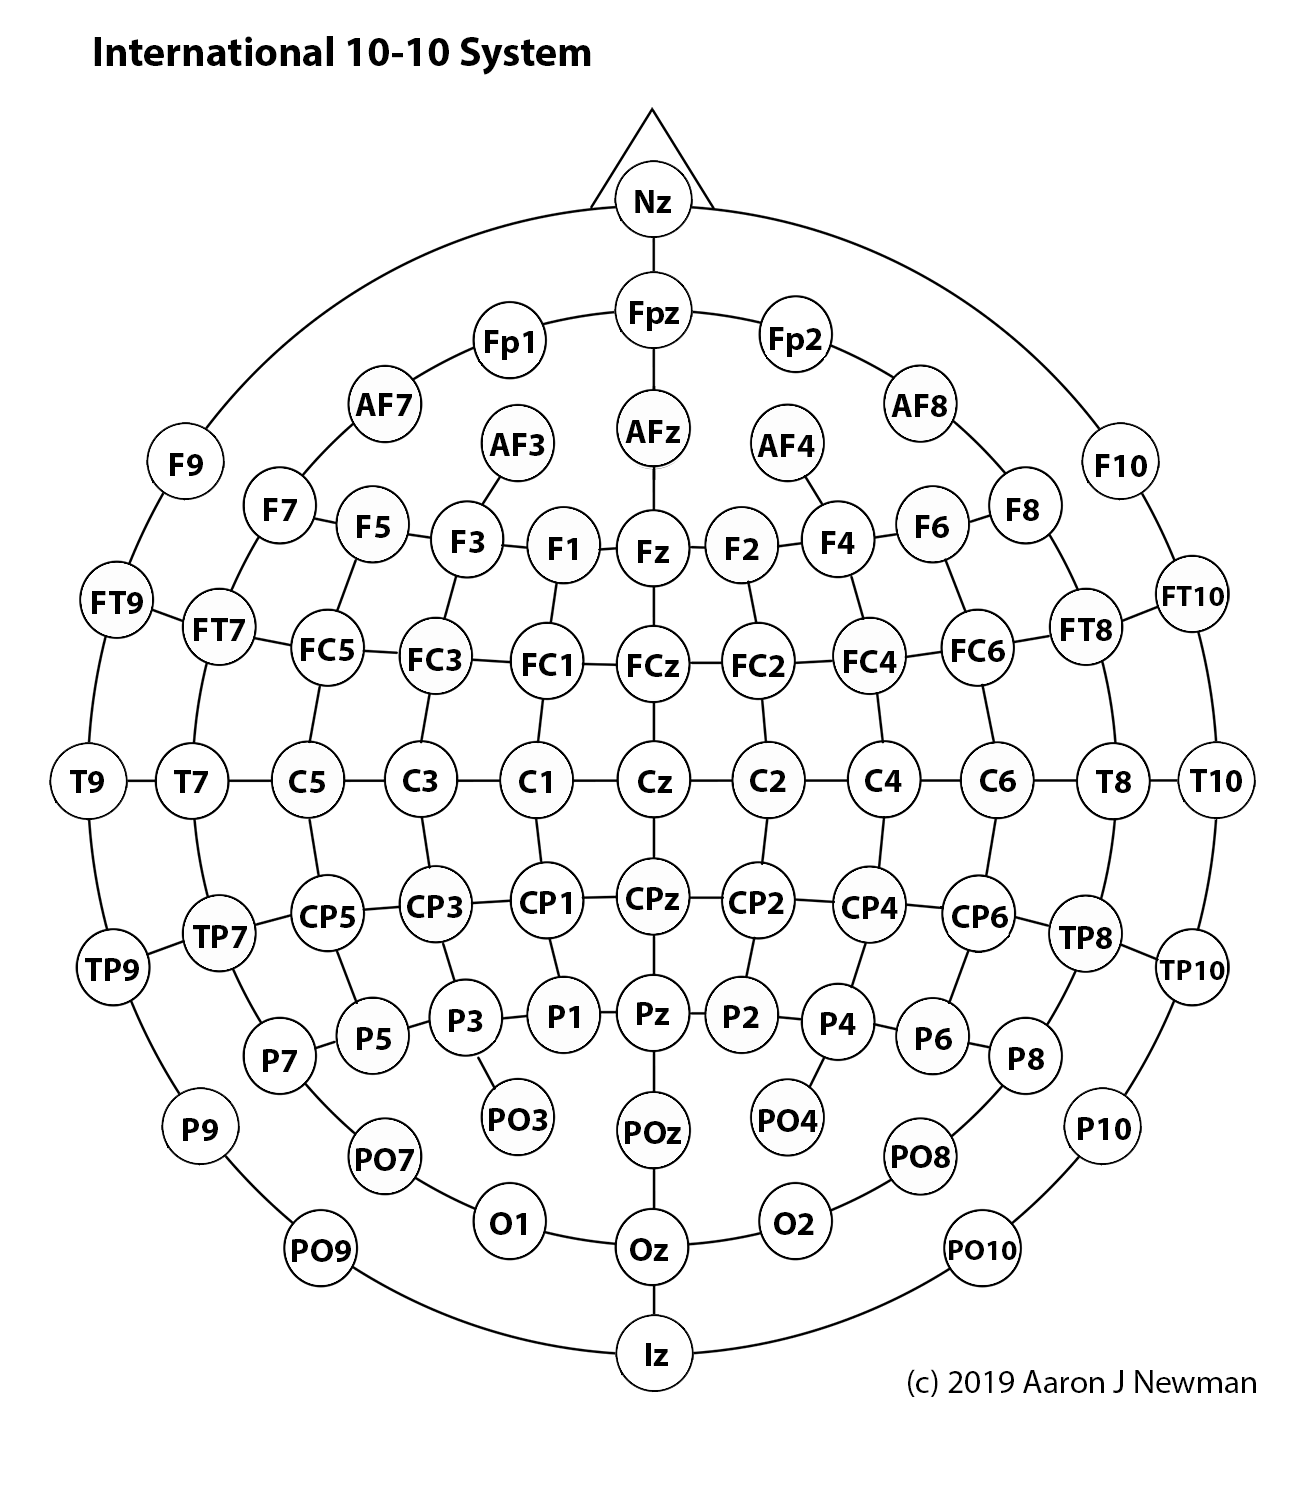 International 10-10 System
Nz
Fpz
Fp1
Fp2
AF7
AF3
AFz
AF4
AF8
F9
F7
F5
F3
F1
Fz
F2
F4
F6
F8
F10
FT9
FT7
FC5
FC3
FC1
FCz
FC2
FC4
FC6
FT8
FT10
T9
T7
C5
C3
C1
Cz
C2
C4
C6
T8
T10
TP9
TP7
CP5
CP3
CP1
CPz
CP2
CP4
CP6
TP8
TP10
P9
P7
P5
P3
P1
Pz
P2
P4
P6
P8
P10
PO9
PO7
PO3
POz
PO4
PO8
PO10
O1
Oz
O2
Iz
(c) 2019 Aaron J Newman